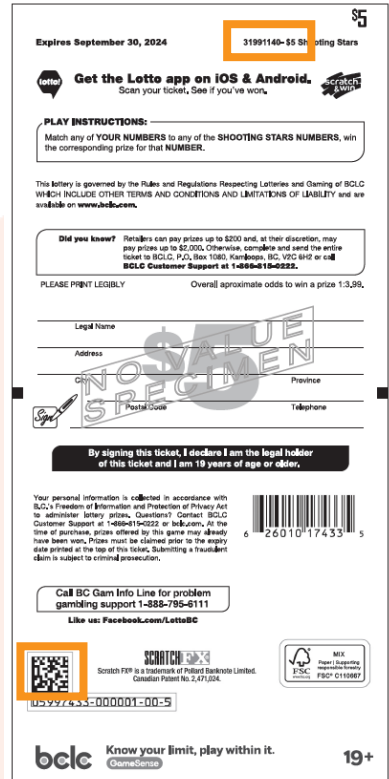 $5
Expires September 30, 2024
31991140-$5 Shooting Stars
lotto!
Get the Lotto app on iOS & Android.
Scan your ticket. See if you've won.
scratch
&win
PLAY INSTRUCTIONS:
Match any of YOUR NUMBERS to any of the SHOOTING STARS NUMBERS, win
the corresponding prize for that NUMBER.
This lottery is governed by the Rules and Regulations Respecting Lotteries and Gaming of BCLC
WHICH INCLUDE OTHER TERMS AND CONDITIONS AND LIMITATIONS OF LIABILITY and are
available on www.bclc.com.
Did you know? Retailers can pay prizes up to $200 and, at their discretion, may
pay prizes up to $2,000. Otherwise, complete and send the entire
ticket to BCLC, P.O. Box 1080, Kamloops, BC, V2C 6H2 or call
BCLC Customer Support at 1-866-815-0222.
PLEASE PRINT LEGIBLY
Overall aproximate odds to win a prize 1:3.99.
$5
NO VALUE
SPECIMEN
Legal Name
Address
City
Province
Sign
Postal Code
Telephone
By signing this ticket, I declare I am the legal holder
of this ticket and I am 19 years of age or older.
Your personal information is collected in accordance with
B.C.'s Freedom of Information and Protection of Privacy Act
to administer lottery prizes. Questions? Contact BCLC
Customer Support at 1-866-815-0222 or bclc.com. At the
time of purchase, prizes offered by this game may already
have been won. Prizes must be claimed prior to the expiry
date printed at the top of this ticket. Submitting a fraudulent
claim is subject to criminal prosecution.
6 26010 17433 5
Call BC Gam Info Line for problem
gambling support 1-888-795-6111
Like us: Facebook.com/LottoBC
SCRATCH FX
Scratch FX® is a trademark of Pollard Banknote Limited.
Canadian Patent No. 2,471,024.
FSC
MIX
Paper | Supporting
responsible forestry
FSC® C110667
05997433-000001-00-5
bclc
Know your limit, play within it.
GameSense
19+